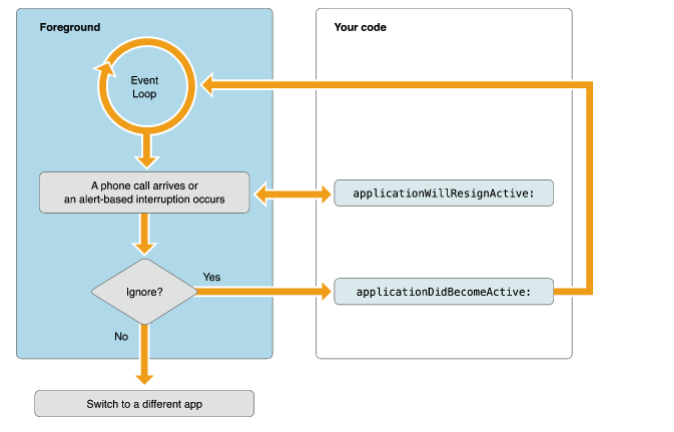 Foreground
Your code
Event
Loop
A phone call arrives or
an alert-based interruption occurs
applicationWillResignActive:
Ignore?
Yes
applicationDidBecomeActive:
No
Switch to a different app